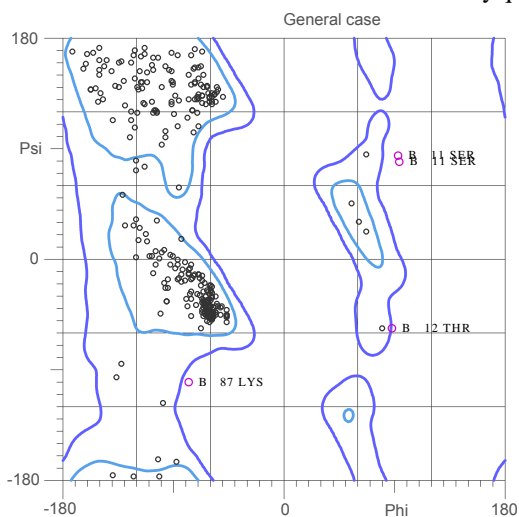 General case
180
Psi
B 11 SER
B 11 SER
0
B 12 THR
B 87 LYS
-180
-180 0 Phi 180